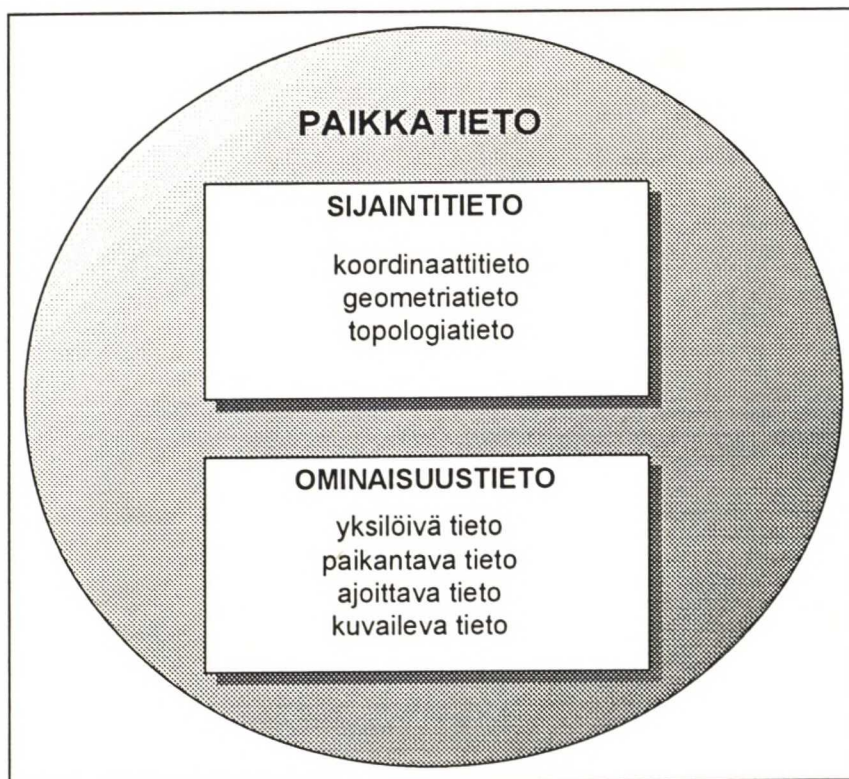 PAIKKATIETO
SIJAINTITIETO
koordinaattitieto
geometriatieto
topologiatieto
OMINAISUUSTIETO
yksilöivä tieto
paikantava tieto
ajoittava tieto
kuvaileva tieto